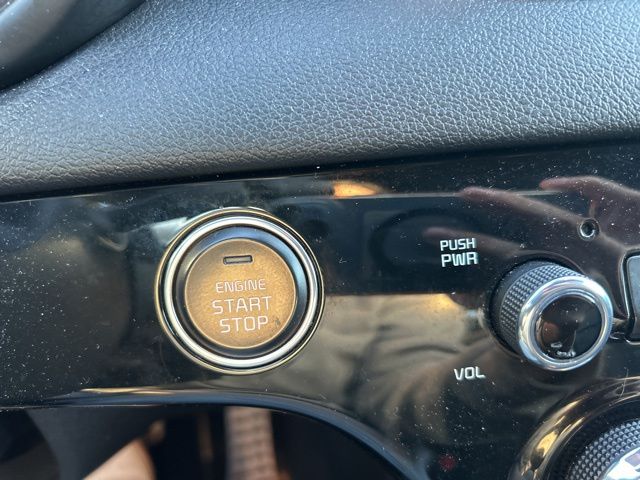 ENGINE
START
STOP
PUSH
PWR
VOL